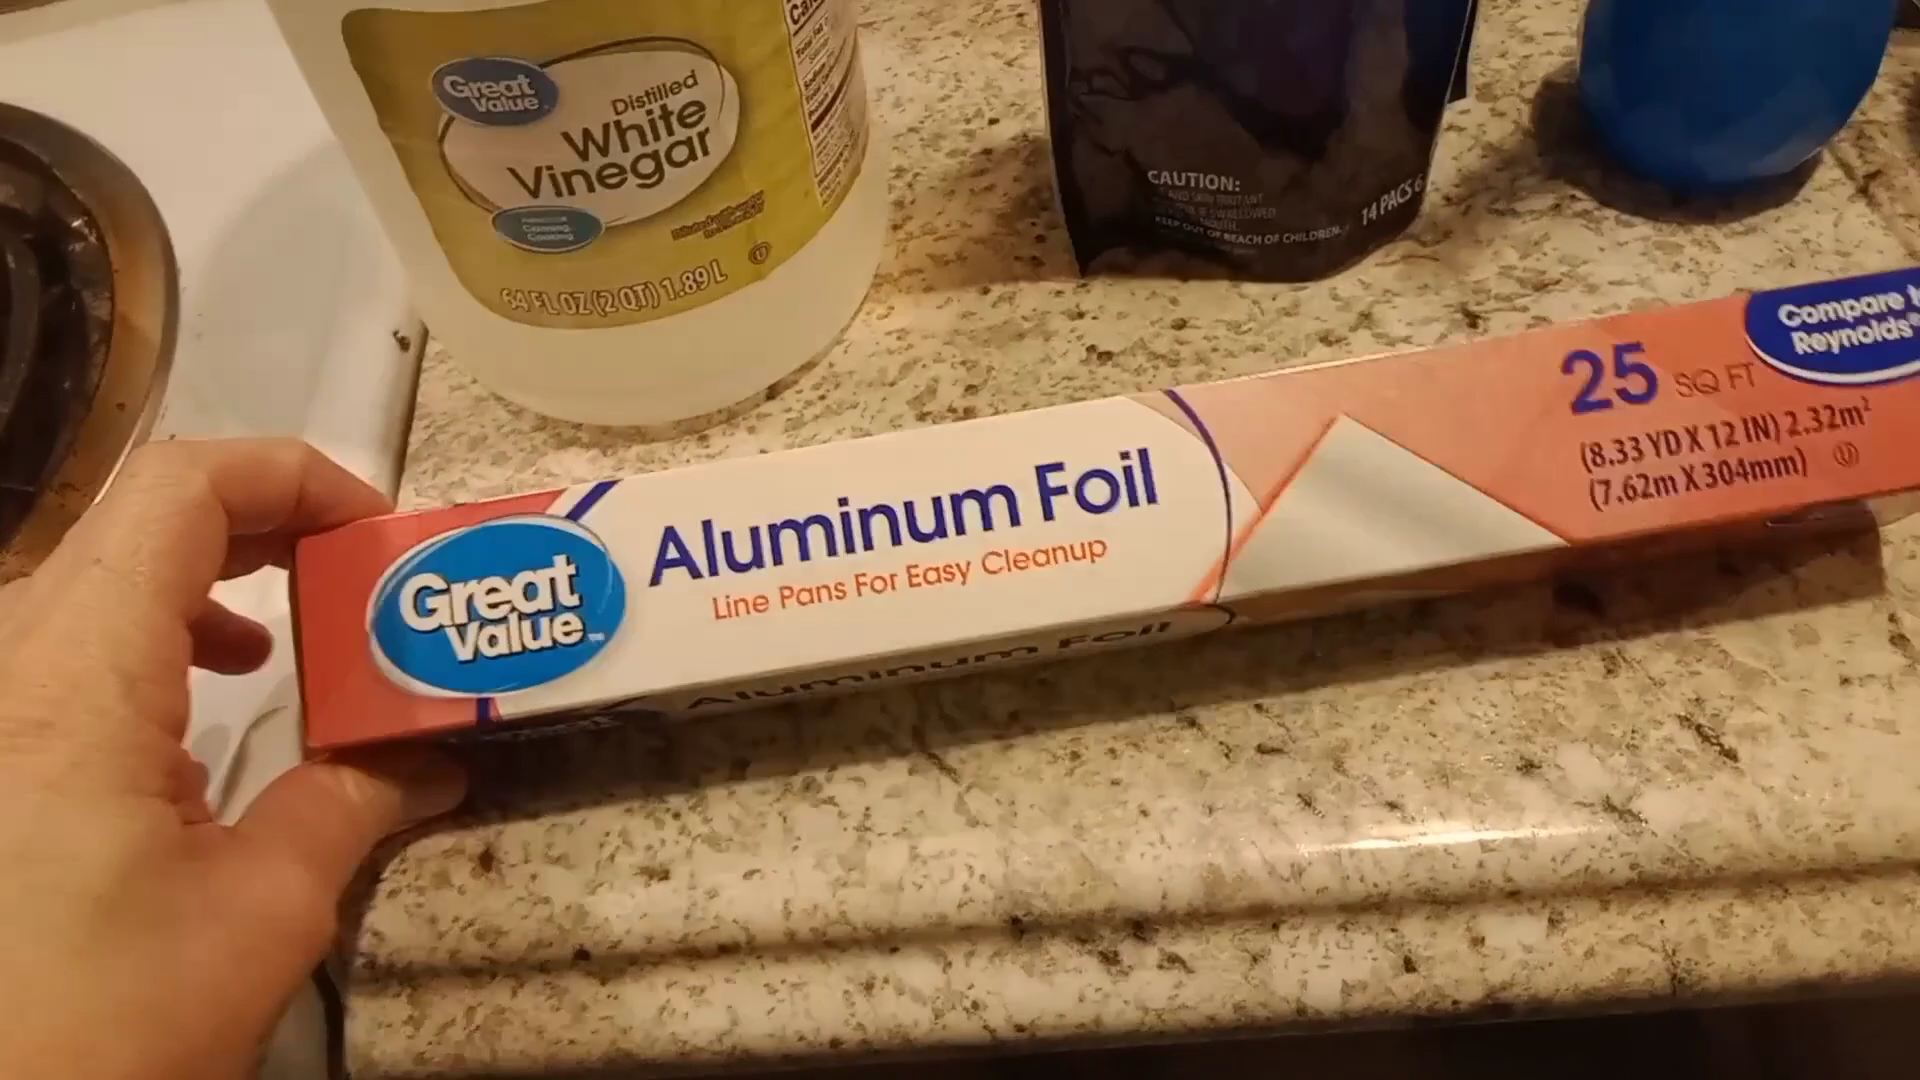 Great
Value
Distilled
White
Vinegar
64 FL OZ (2 QT) 1.89 L
CAUTION:
KEEP OUT OF REACH OF CHILDREN.
14 PACS
Great
Value™
Aluminum Foil
Line Pans For Easy Cleanup
25 SQ FT
(8.33 YD X 12 IN) 2.32m²
(7.62m X 304mm)
Compare
Reynolds®
Aluminum Foil